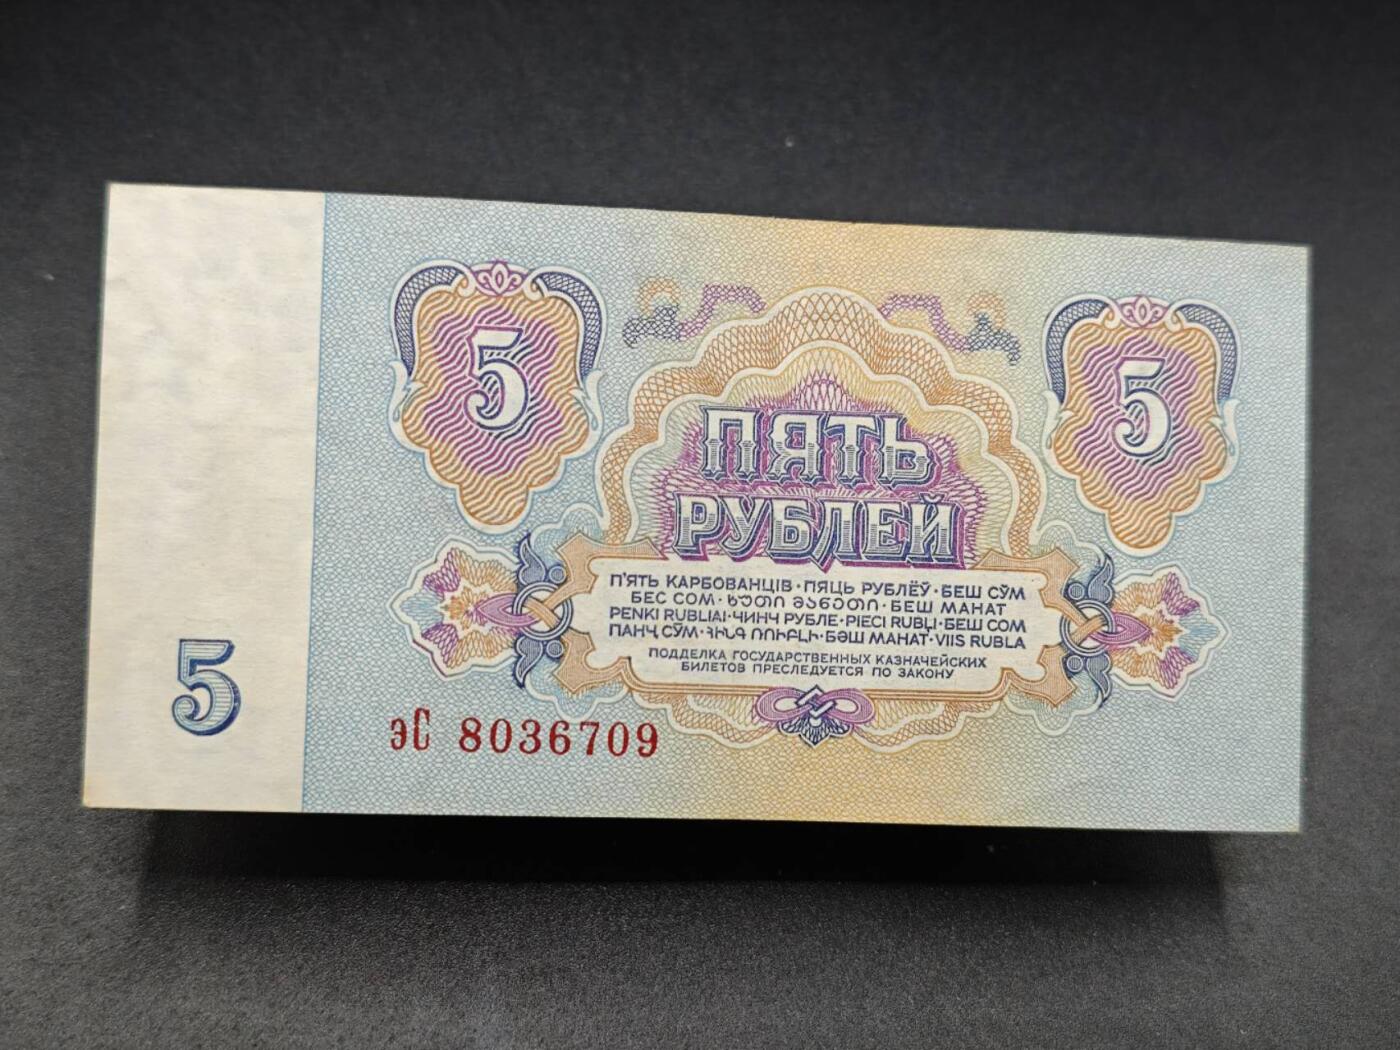 5
5
ПЯТЬ
РУБЛЕЙ
П'ЯТЬ КАРБОВАНЦІВ · ПЯЦЬ РУБЛЁЎ · БЕШ СЎМ
БЕС СОМ · ხუთი მანეთი · БЕШ МАНАТ
PENKI RUBLIAI · ЧИНЧ РУБЛЕ · PIECI RUBĻI · БЕШ СОМ
ПАНҶ СЎМ · ՀԻՆԳ ՌՈՒԲԼԻ · БӘШ МАНАТ · VIIS RUBLA
ПОДДЕЛКА ГОСУДАРСТВЕННЫХ КАЗНАЧЕЙСКИХ
БИЛЕТОВ ПРЕСЛЕДУЕТСЯ ПО ЗАКОНУ
5
эС 8036709